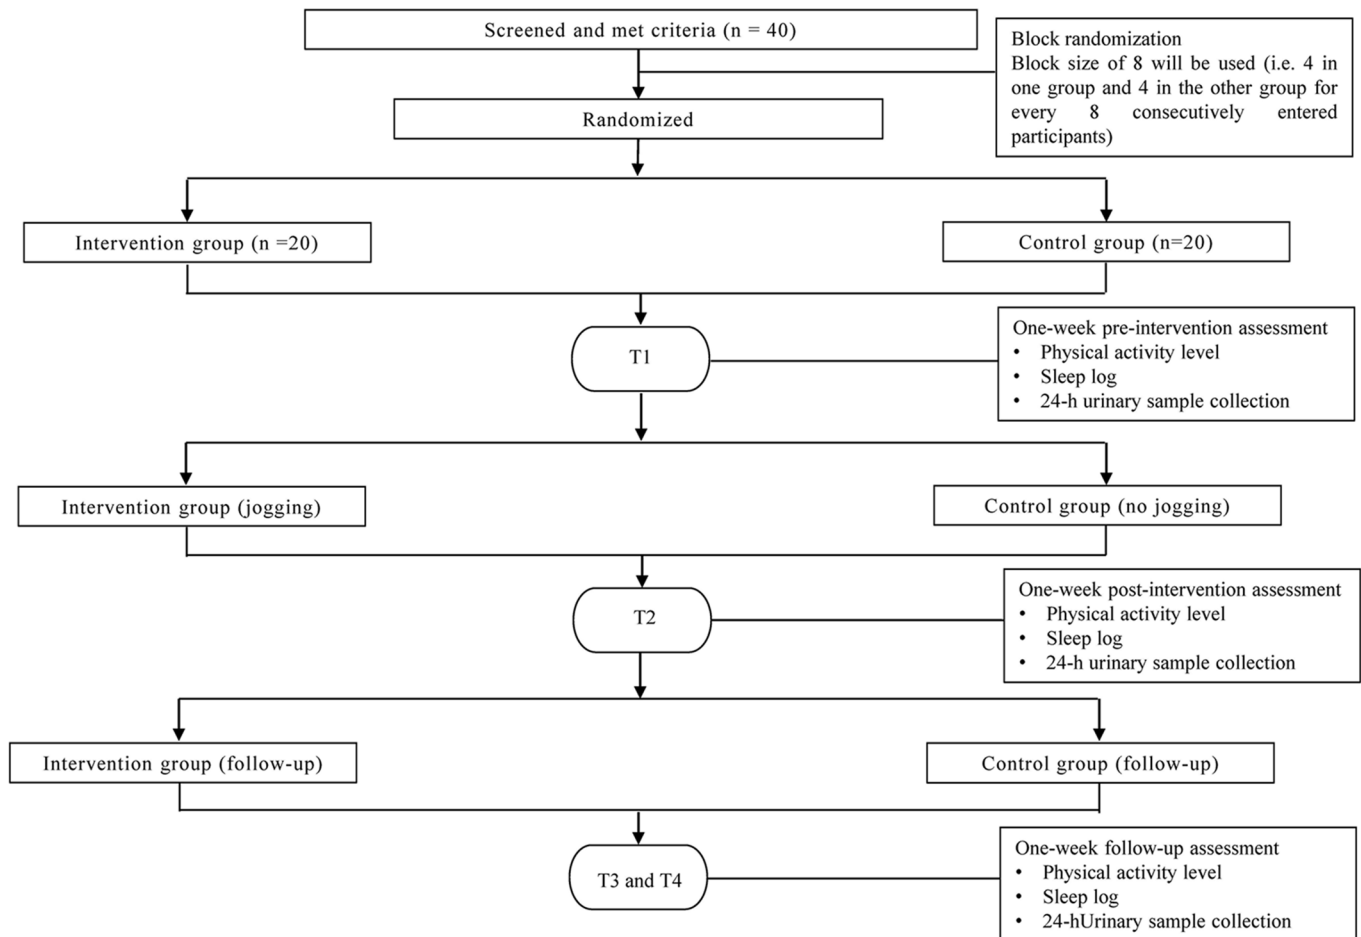 Screened and met criteria (n = 40)
Block randomization
Block size of 8 will be used (i.e. 4 in
one group and 4 in the other group for
every 8 consecutively entered
participants)
Randomized
Intervention group (n =20)
Control group (n=20)
One-week pre-intervention assessment
• Physical activity level
• Sleep log
• 24-h urinary sample collection
T1
Intervention group (jogging)
Control group (no jogging)
One-week post-intervention assessment
• Physical activity level
• Sleep log
• 24-h urinary sample collection
T2
Intervention group (follow-up)
Control group (follow-up)
One-week follow-up assessment
• Physical activity level
• Sleep log
• 24-hUrinary sample collection
T3 and T4